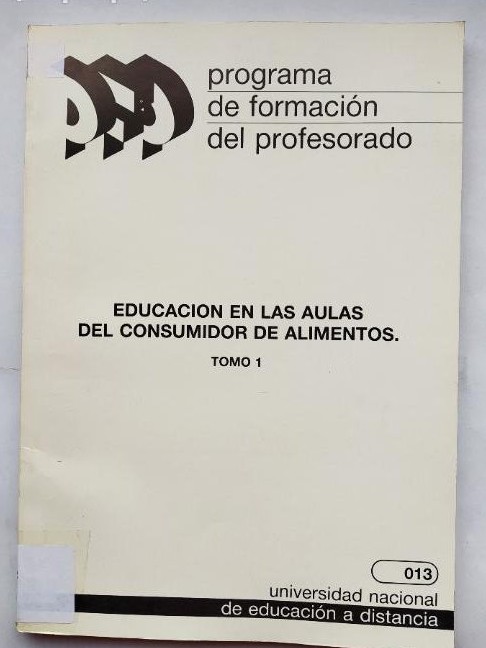 programa
de formación
del profesorado
EDUCACION EN LAS AULAS
DEL CONSUMIDOR DE ALIMENTOS.
TOMO 1
013
universidad nacional
de educación a distancia